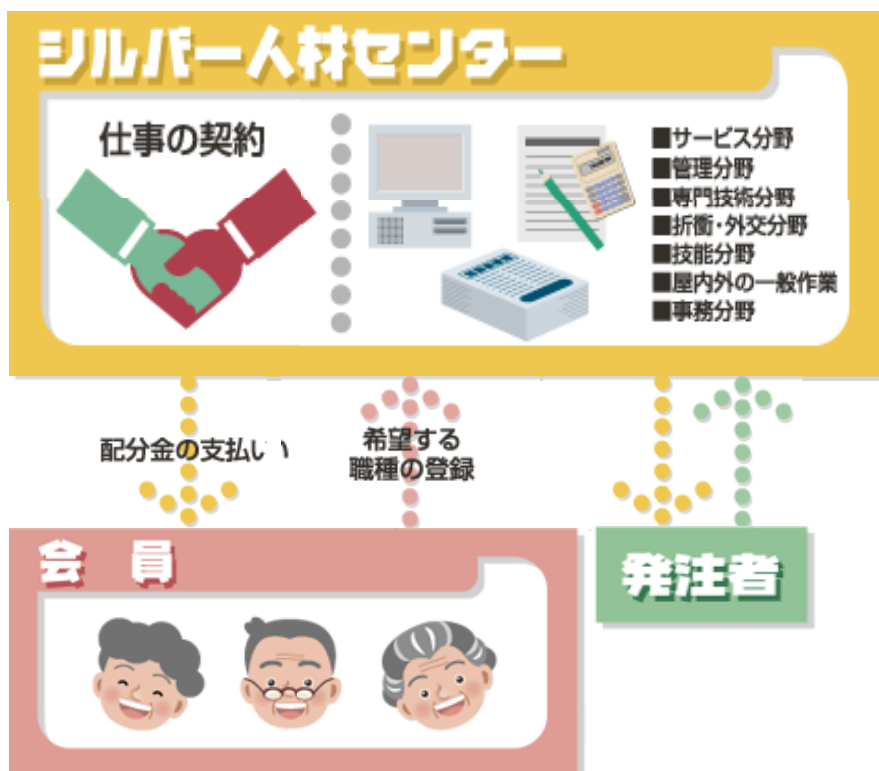 シルバー人材センター
仕事の契約
■サービス分野
■管理分野
■専門技術分野
■折衝・外交分野
■技能分野
■屋内外の一般作業
■事務分野
配分金の支払い
希望する
職種の登録
会員
発注者